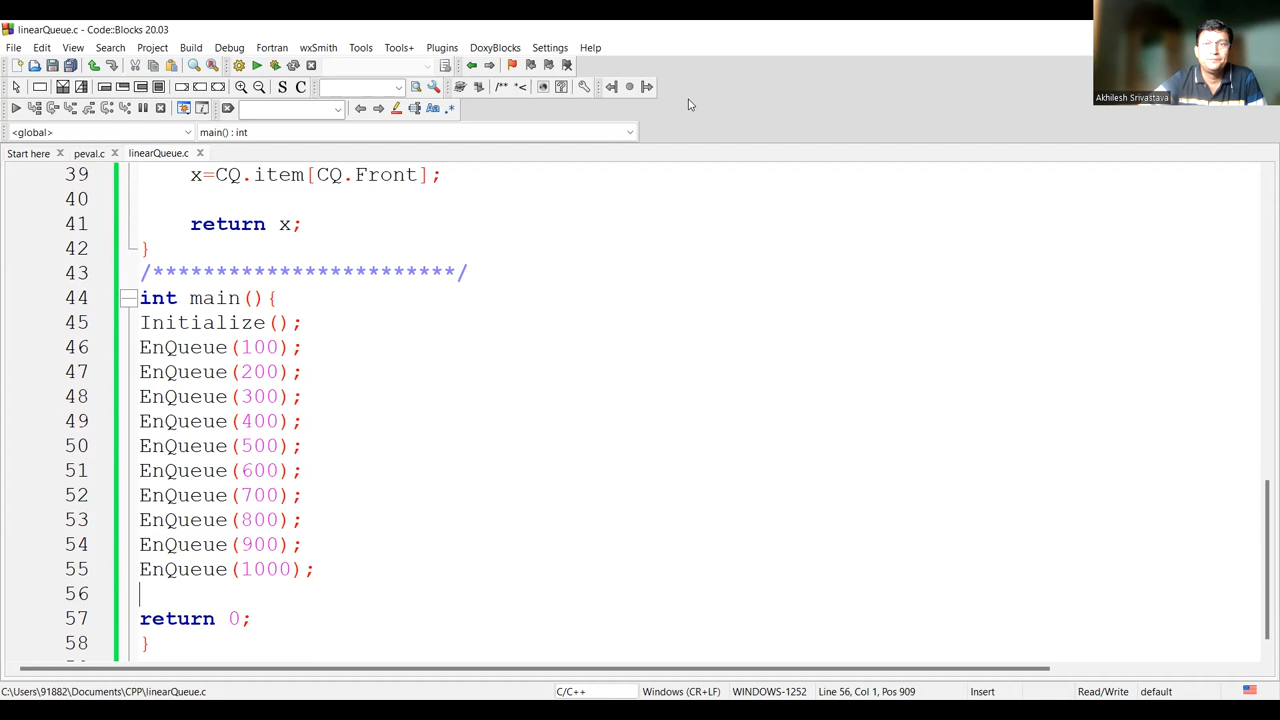 linearQueue.c - Code::Blocks 20.03
File Edit View Search Project Build Debug Fortran wxSmith Tools Tools+ Plugins DoxyBlocks Settings Help
S C /** *<
Aa .*
<global> main() : int
Akhilesh Srivastava
Start here peval.c linearQueue.c
39 x=CQ.item[CQ.Front];
40
41 return x;
42 }
43 /************************/
44 int main(){
45 Initialize();
46 EnQueue(100);
47 EnQueue(200);
48 EnQueue(300);
49 EnQueue(400);
50 EnQueue(500);
51 EnQueue(600);
52 EnQueue(700);
53 EnQueue(800);
54 EnQueue(900);
55 EnQueue(1000);
56
57 return 0;
58 }
C:\Users\91882\Documents\CPP\linearQueue.c C/C++ Windows (CR+LF) WINDOWS-1252 Line 56, Col 1, Pos 909 Insert Read/Write default